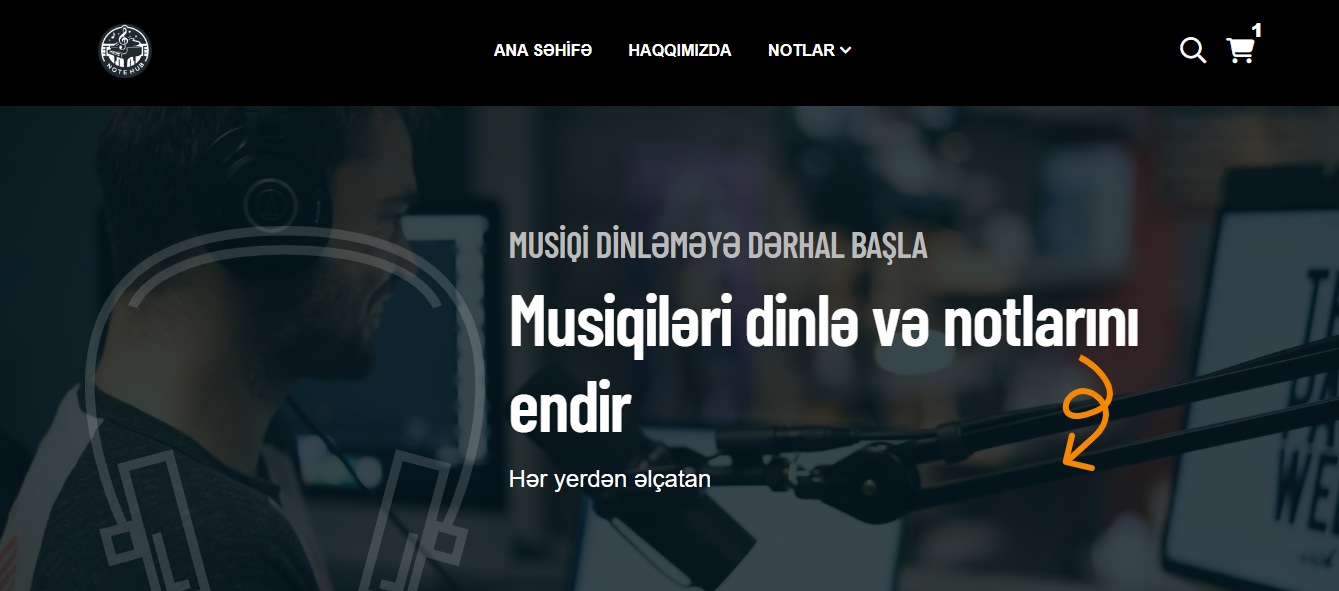 NOTE HUB
ANA SƏHİFƏ HAQQIMIZDA NOTLAR
1
MUSİQİ DİNLƏMƏYƏ DƏRHAL BAŞLA
Musiqiləri dinlə və notlarını
endir
Hər yerdən əlçatan